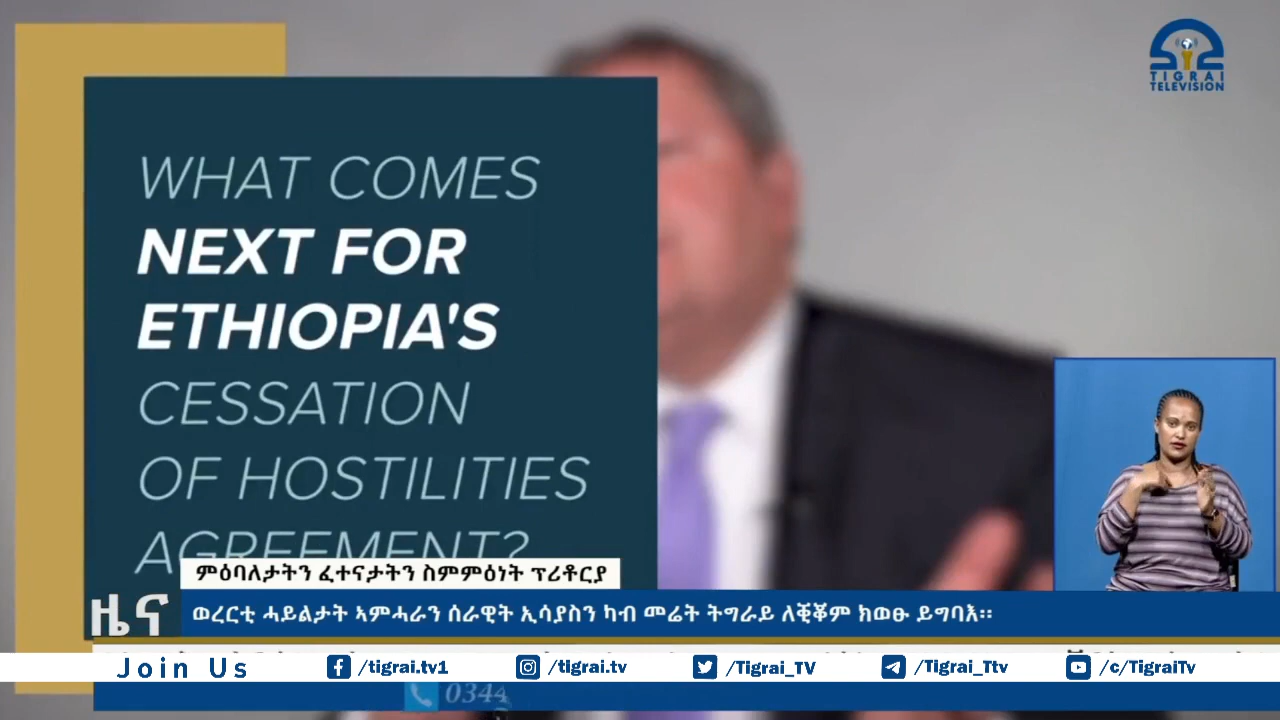 TIGRAI
TELEVISION
WHAT COMES
NEXT FOR
ETHIOPIA'S
CESSATION
OF HOSTILITIES
AGREEMENT?
ምዕባለታትን ፈተናታትን ስምምዕነት ፕሪቶርያ
ዜና
ወረርቲ ሓይልታት ኣምሓራን ሰራዊት ኢሳያስን ካብ መሬት ትግራይ ለቒቖም ክወፁ ይግባእ።
Join Us
/tigrai.tv1
/tigrai.tv
/Tigrai_TV
/Tigrai_Ttv
/c/TigraiTv
0344